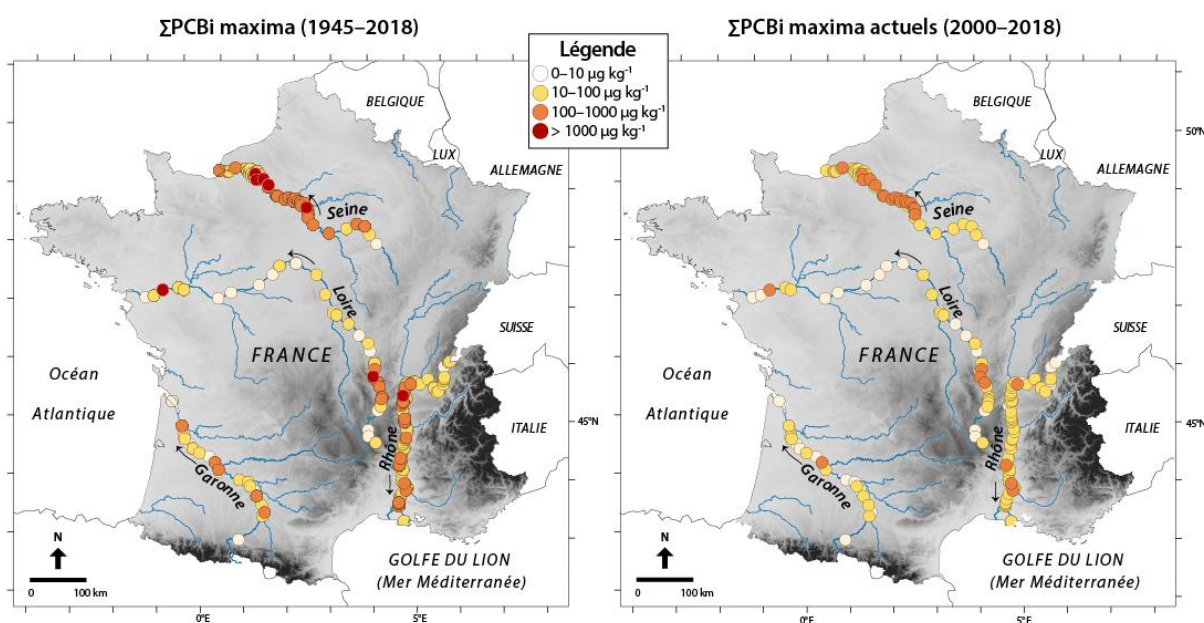 ΣPCBi maxima (1945–2018)
ΣPCBi maxima actuels (2000–2018)
Légende
0–10 µg kg⁻¹
10–100 µg kg⁻¹
100–1000 µg kg⁻¹
> 1000 µg kg⁻¹
BELGIQUE
LUX
ALLEMAGNE
Seine
Loire
SUISSE
FRANCE
Océan
Atlantique
ITALIE
45°N
Rhône
Garonne
N
0 100 km
GOLFE DU LION
(Mer Méditerranée)
0°E
5°E
BELGIQUE
50°N
LUX
ALLEMAGNE
Seine
Loire
SUISSE
FRANCE
Océan
Atlantique
45°N
ITALIE
Rhône
Garonne
N
0 100 km
GOLFE DU LION
(Mer Méditerranée)
0°E
5°E